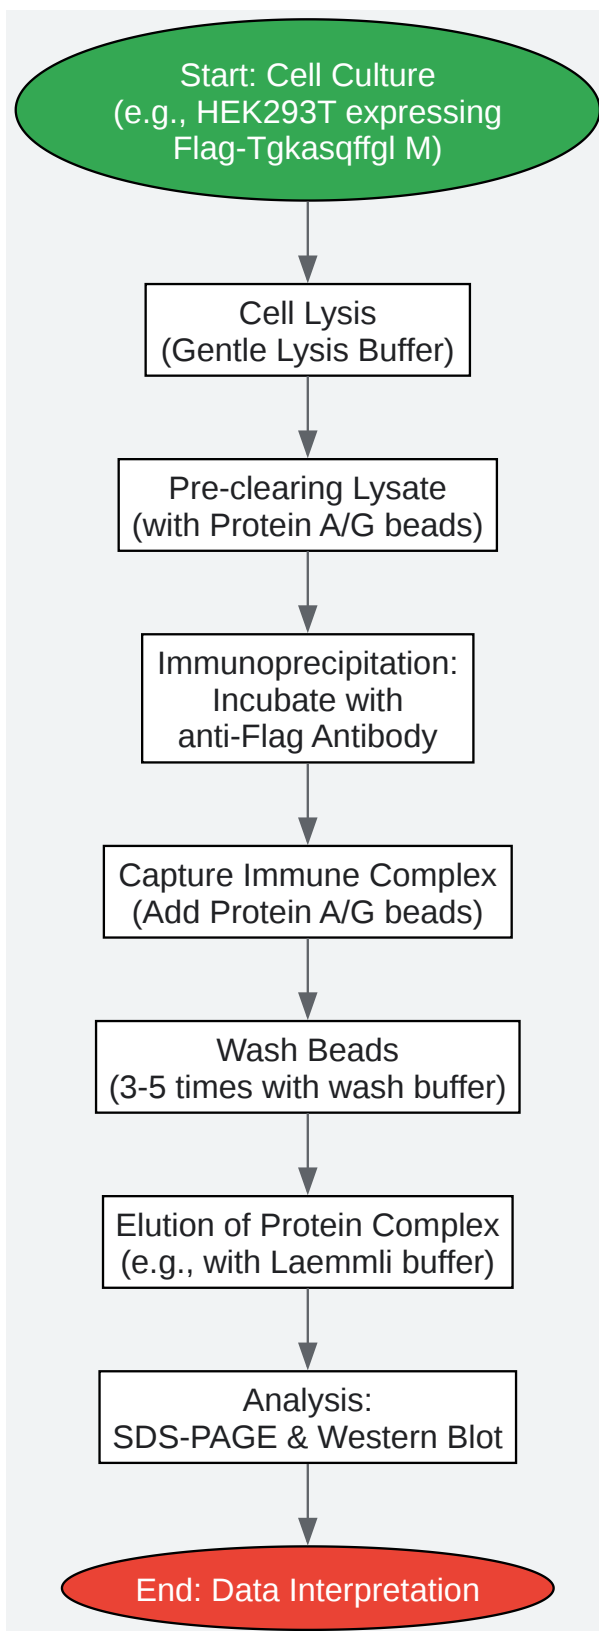 Start: Cell Culture
(e.g., HEK293T expressing
Flag-Tgkasqffgl M)
Cell Lysis
(Gentle Lysis Buffer)
Pre-clearing Lysate
(with Protein A/G beads)
Immunoprecipitation:
Incubate with
anti-Flag Antibody
Capture Immune Complex
(Add Protein A/G beads)
Wash Beads
(3-5 times with wash buffer)
Elution of Protein Complex
(e.g., with Laemmli buffer)
Analysis:
SDS-PAGE & Western Blot
End: Data Interpretation